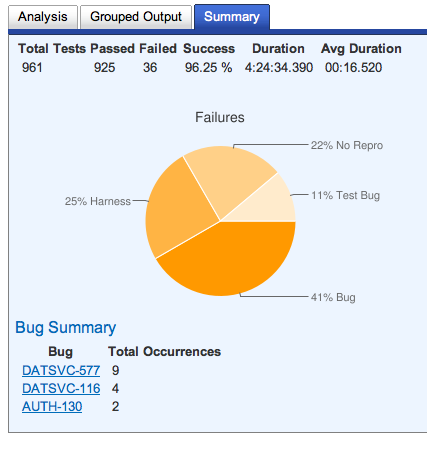 Analysis Grouped Output Summary
Total Tests Passed Failed Success Duration Avg Duration
961 925 36 96.25 % 4:24:34.390 00:16.520
Failures
22% No Repro
11% Test Bug
25% Harness
41% Bug
Bug Summary
Bug Total Occurrences
DATSVC-577 9
DATSVC-116 4
AUTH-130 2